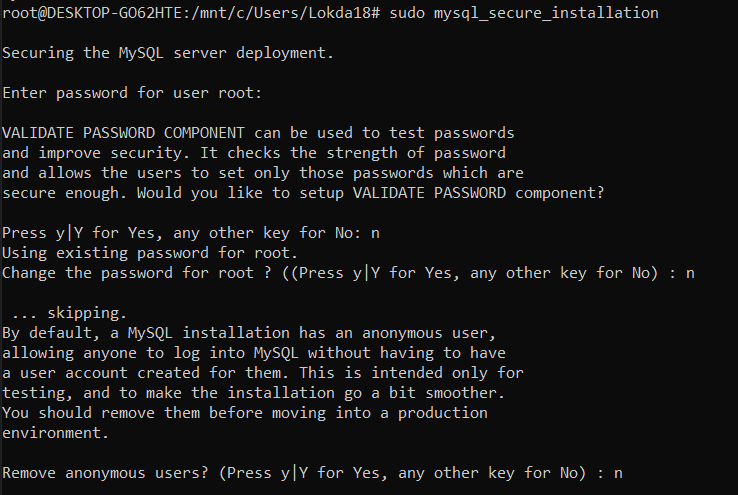 root@DESKTOP-GO62HTE:/mnt/c/Users/Lokda18# sudo mysql_secure_installation
Securing the MySQL server deployment.
Enter password for user root:
VALIDATE PASSWORD COMPONENT can be used to test passwords
and improve security. It checks the strength of password
and allows the users to set only those passwords which are
secure enough. Would you like to setup VALIDATE PASSWORD component?
Press y|Y for Yes, any other key for No: n
Using existing password for root.
Change the password for root ? ((Press y|Y for Yes, any other key for No) : n
... skipping.
By default, a MySQL installation has an anonymous user,
allowing anyone to log into MySQL without having to have
a user account created for them. This is intended only for
testing, and to make the installation go a bit smoother.
You should remove them before moving into a production
environment.
Remove anonymous users? (Press y|Y for Yes, any other key for No) : n